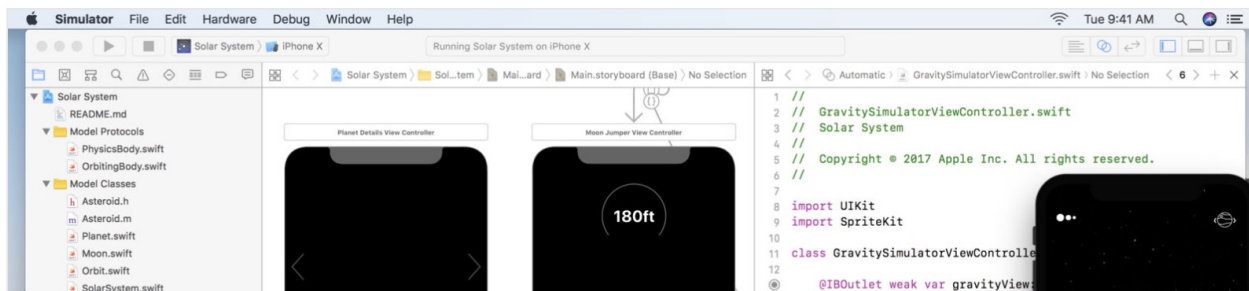 Simulator File Edit Hardware Debug Window Help Tue 9:41 AM
Solar System iPhone X Running Solar System on iPhone X
Solar System Sol...tem Mai...ard Main.storyboard (Base) No Selection
Automatic GravitySimulatorViewController.swift No Selection 6
Solar System
README.md
Model Protocols
PhysicsBody.swift
OrbitingBody.swift
Model Classes
h Asteroid.h
m Asteroid.m
Planet.swift
Moon.swift
Orbit.swift
SolarSystem.swift
Planet Details View Controller
Moon Jumper View Controller
180ft
1 //
2 // GravitySimulatorViewController.swift
3 // Solar System
4 //
5 // Copyright © 2017 Apple Inc. All rights reserved.
6 //
7
8 import UIKit
9 import SpriteKit
10
11 class GravitySimulatorViewControlle
12
@IBOutlet weak var gravityView: